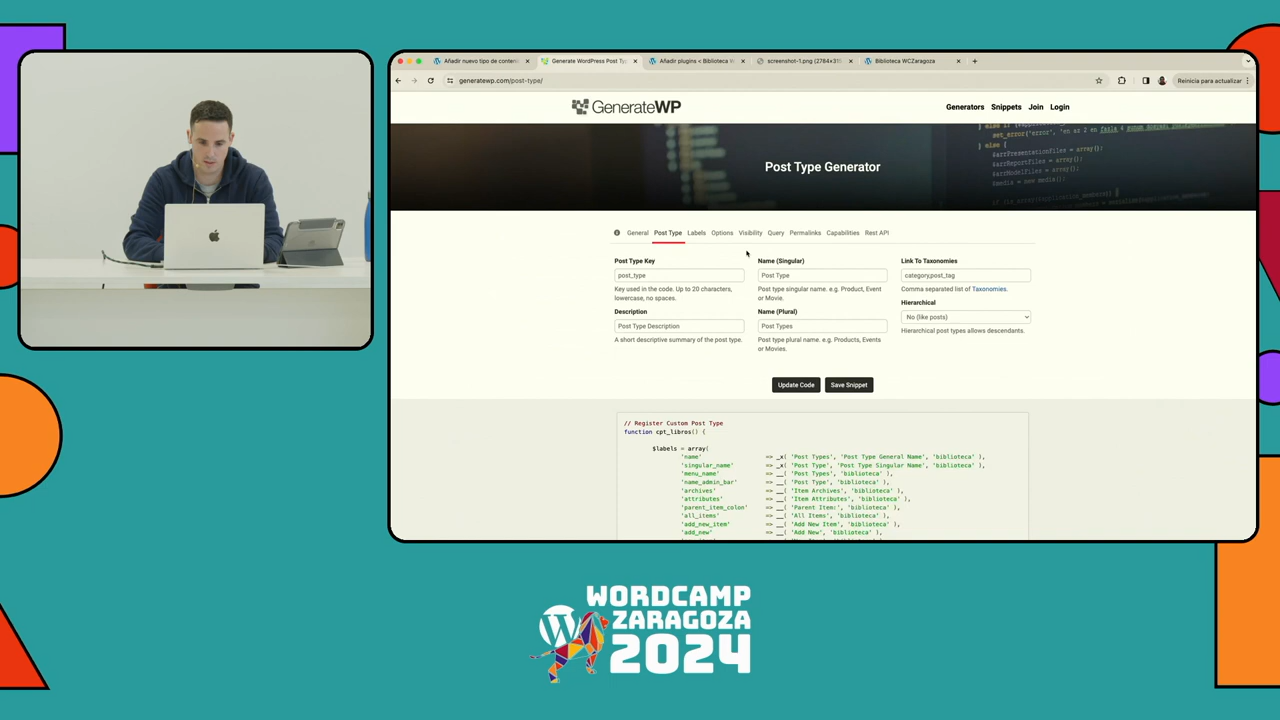 Añadir nuevo tipo de conten
Generate WordPress Post Typ
Añadir plugins < Biblioteca W
screenshot-1.png (2784×315
Biblioteca WCZaragoza
generatewp.com/post-type/
Reinicia para actualizar
GenerateWP
Generators
Snippets
Join
Login
Post Type Generator
General
Post Type
Labels
Options
Visibility
Query
Permalinks
Capabilities
Rest API
Post Type Key
post_type
Key used in the code. Up to 20 characters,
lowercase, no spaces.
Description
Post Type Description
A short descriptive summary of the post type.
Name (Singular)
Post Type
Post type singular name. e.g. Product, Event
or Movie.
Name (Plural)
Post Types
Post type plural name. e.g. Products, Events
or Movies.
Link To Taxonomies
category,post_tag
Comma separated list of Taxonomies.
Hierarchical
No (like posts)
Hierarchical post types allows descendants.
Update Code
Save Snippet
// Register Custom Post Type
function cpt_libros() {
$labels = array(
'name' => _x( 'Post Types', 'Post Type General Name', 'biblioteca' ),
'singular_name' => _x( 'Post Type', 'Post Type Singular Name', 'biblioteca' ),
'menu_name' => __( 'Post Types', 'biblioteca' ),
'name_admin_bar' => __( 'Post Type', 'biblioteca' ),
'archives' => __( 'Item Archives', 'biblioteca' ),
'attributes' => __( 'Item Attributes', 'biblioteca' ),
'parent_item_colon' => __( 'Parent Item:', 'biblioteca' ),
'all_items' => __( 'All Items', 'biblioteca' ),
'add_new_item' => __( 'Add New Item', 'biblioteca' ),
'add_new' => __( 'Add New', 'biblioteca' ),
WORDCAMP
ZARAGOZA
2024